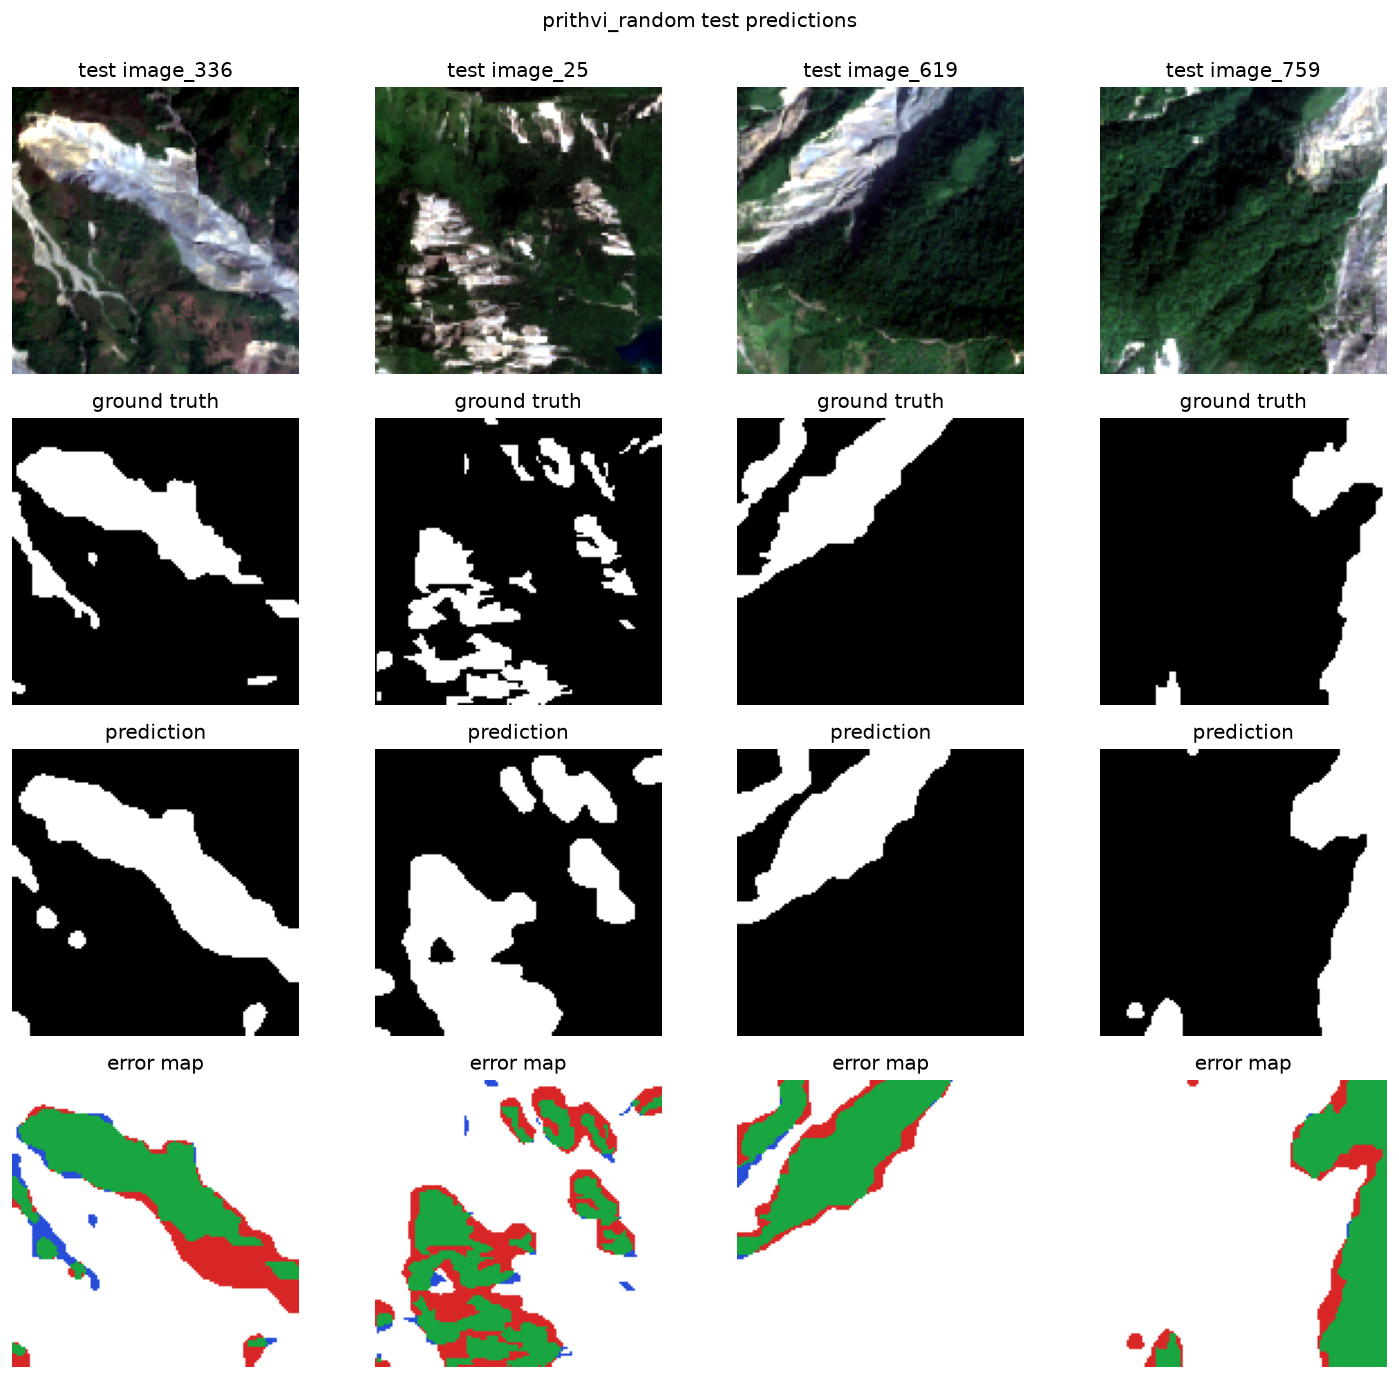 prithvi_random test predictions
test image_336
test image_25
test image_619
test image_759
ground truth
ground truth
ground truth
ground truth
prediction
prediction
prediction
prediction
error map
error map
error map
error map